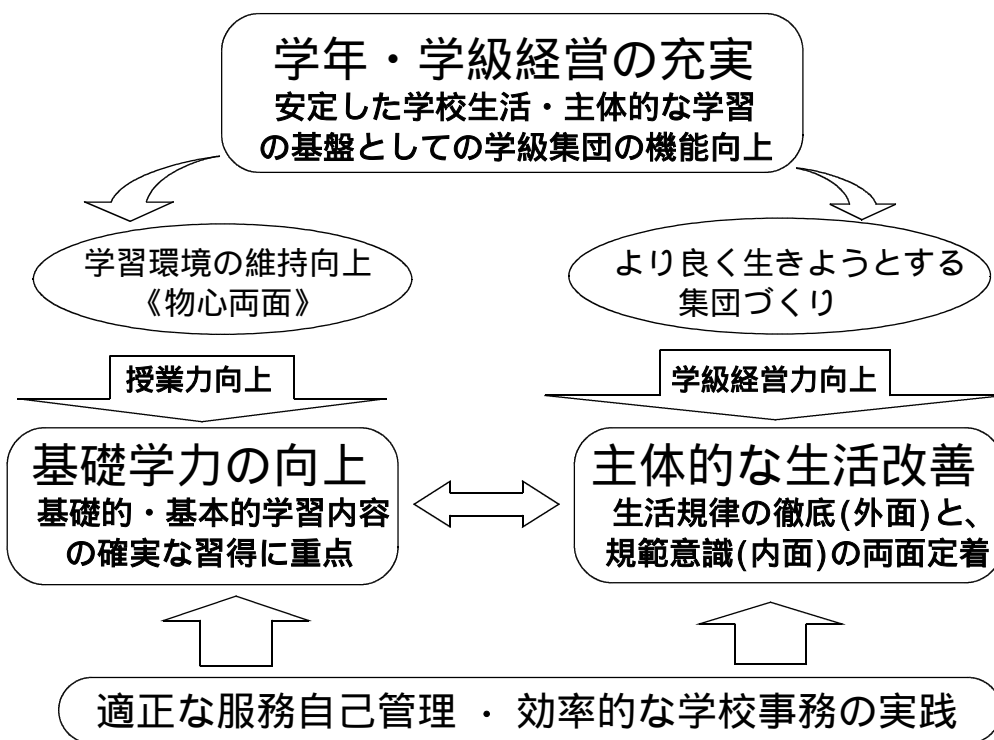 学年・学級経営の充実
安定した学校生活・主体的な学習
の基盤としての学級集団の機能向上
学習環境の維持向上
《物心両面》
より良く生きようとする
集団づくり
授業力向上
学級経営力向上
基礎学力の向上
基礎的・基本的学習内容
の確実な習得に重点
主体的な生活改善
生活規律の徹底(外面)と、
規範意識(内面)の両面定着
適正な服務自己管理 ・ 効率的な学校事務の実践